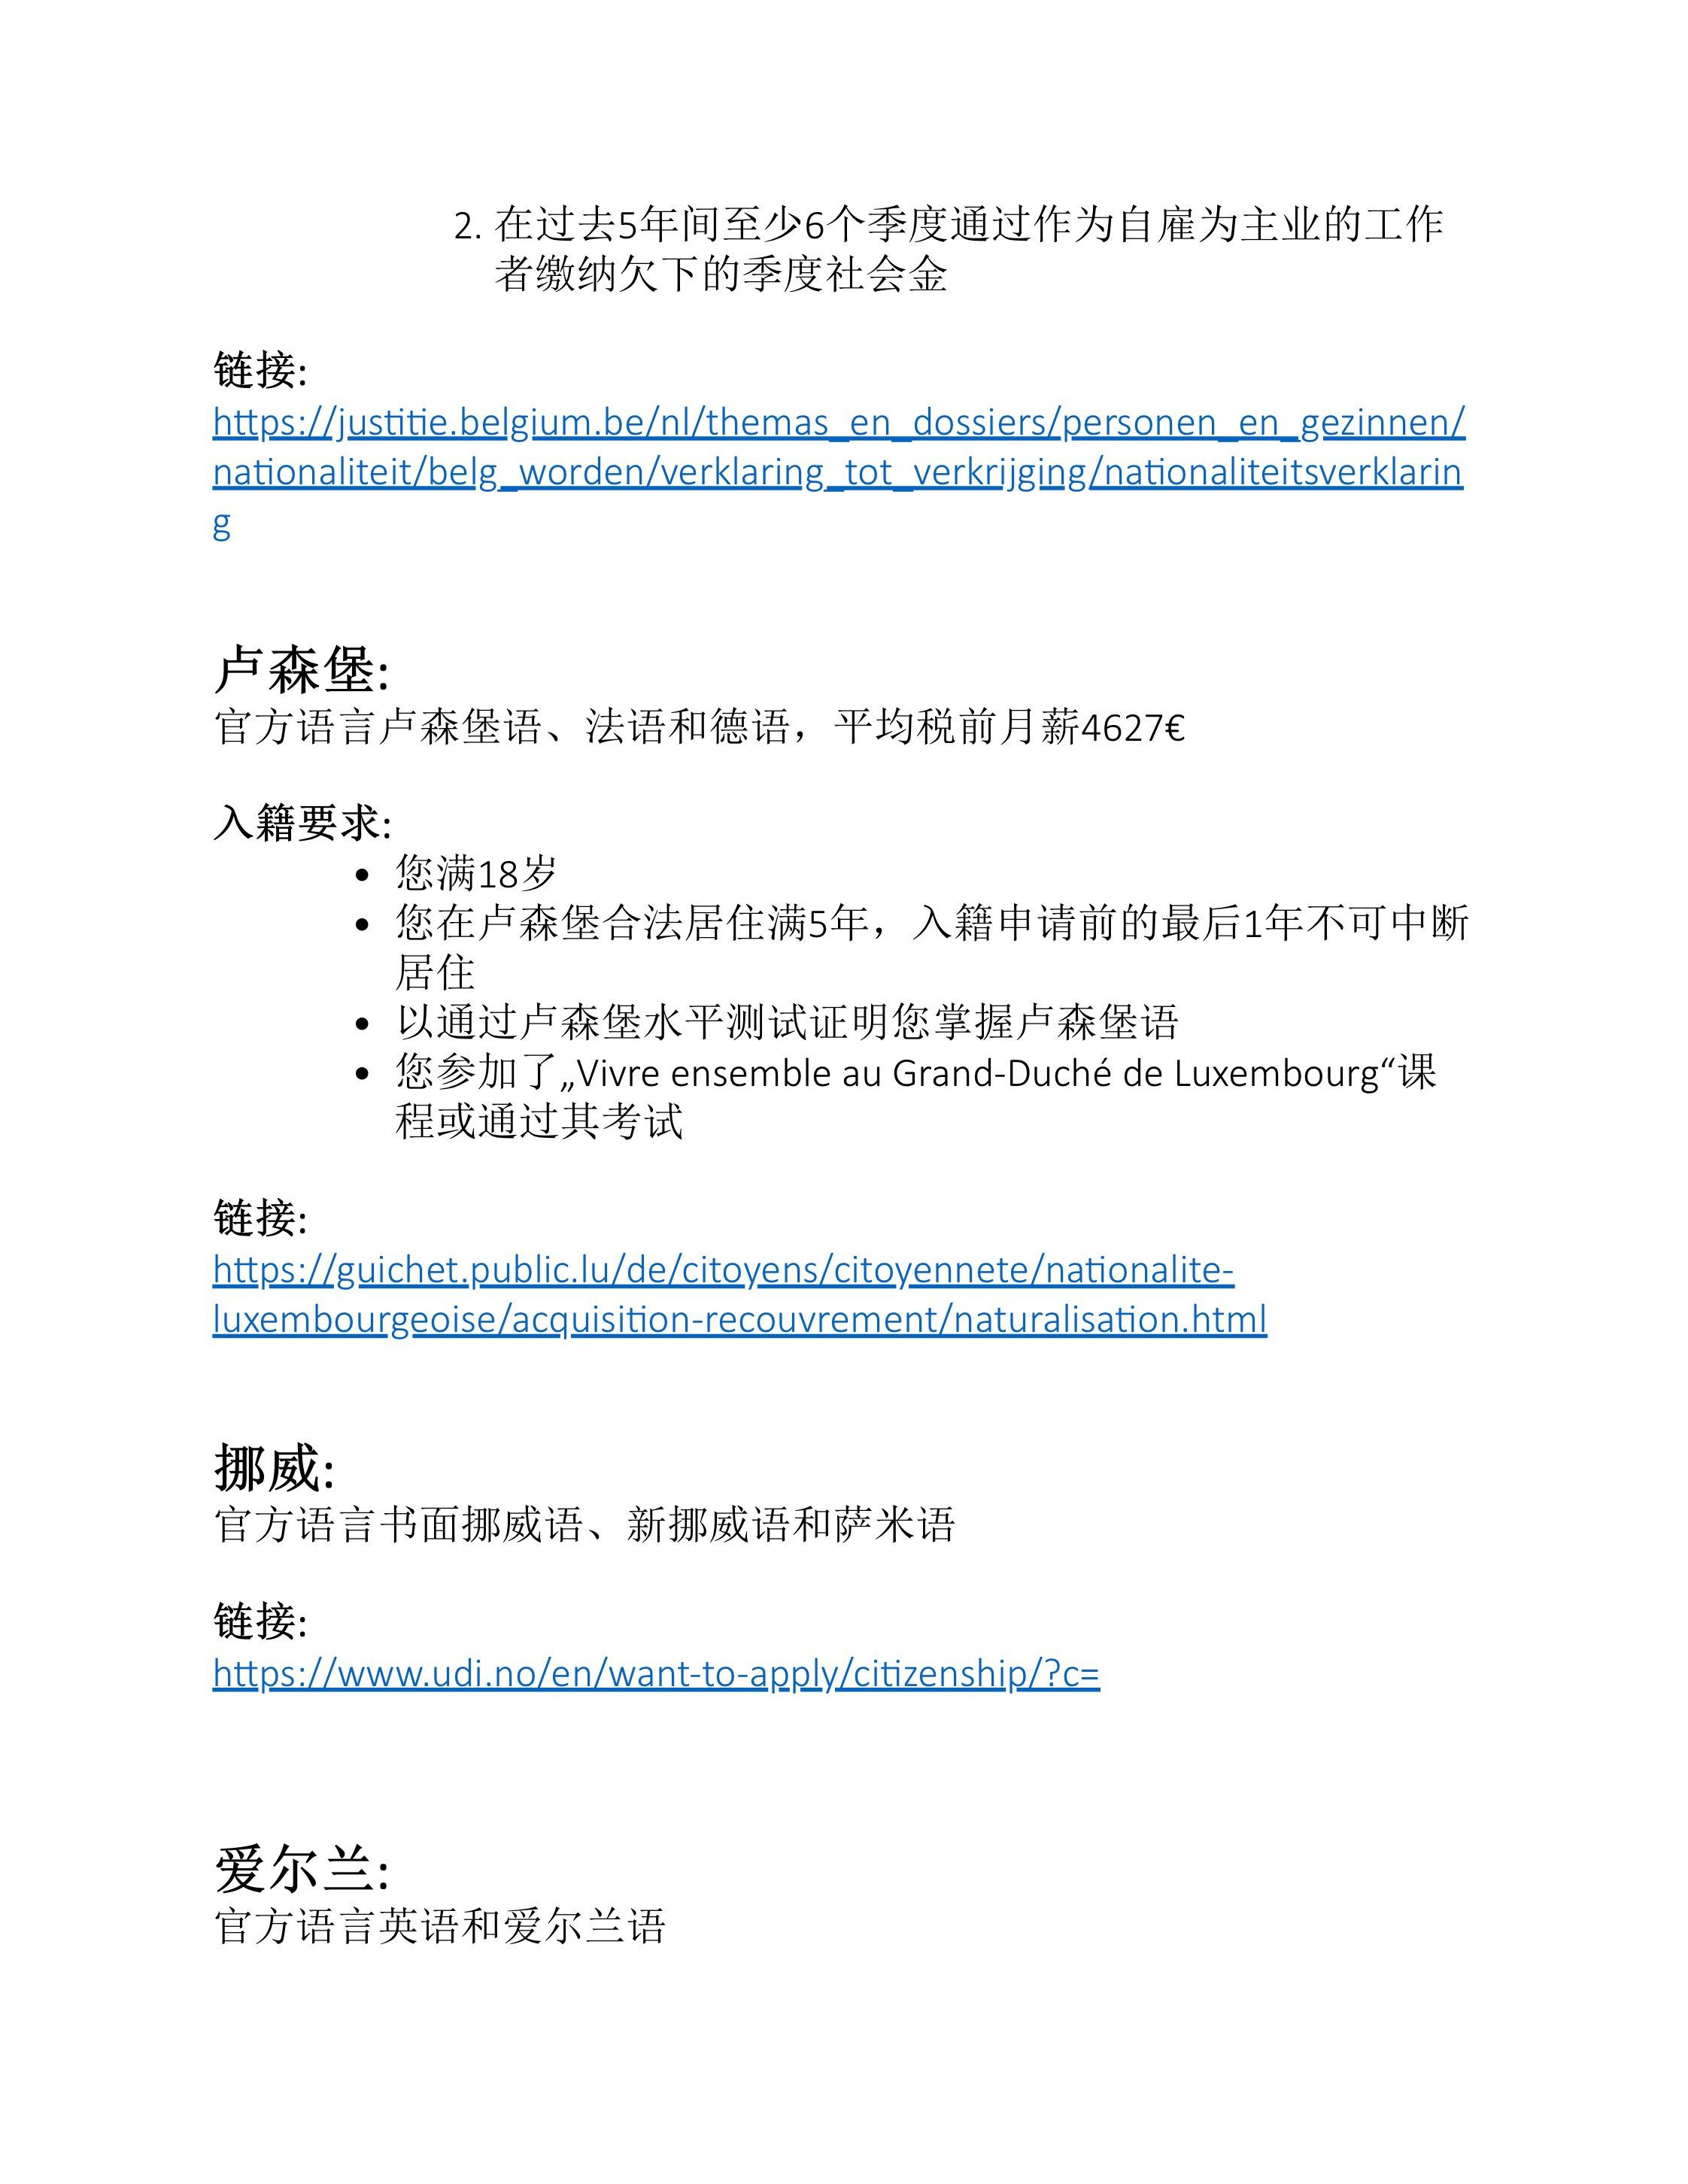 2. 在过去5年间至少6个季度通过作为自雇为主业的工作
者缴纳欠下的季度社会金
链接:
https://justitie.belgium.be/nl/themas_en_dossiers/personen_en_gezinnen/
nationaliteit/belg_worden/verklaring_tot_verkrijging/nationaliteitsverklarin
g
卢森堡:
官方语言卢森堡语、法语和德语，平均税前月薪4627€
入籍要求:
• 您满18岁
• 您在卢森堡合法居住满5年，入籍申请前的最后1年不可中断
居住
• 以通过卢森堡水平测试证明您掌握卢森堡语
• 您参加了„Vivre ensemble au Grand-Duché de Luxembourg“课
程或通过其考试
链接:
https://guichet.public.lu/de/citoyens/citoyennete/nationalite-
luxembourgeoise/acquisition-recouvrement/naturalisation.html
挪威:
官方语言书面挪威语、新挪威语和萨米语
链接:
https://www.udi.no/en/want-to-apply/citizenship/?c=
爱尔兰:
官方语言英语和爱尔兰语